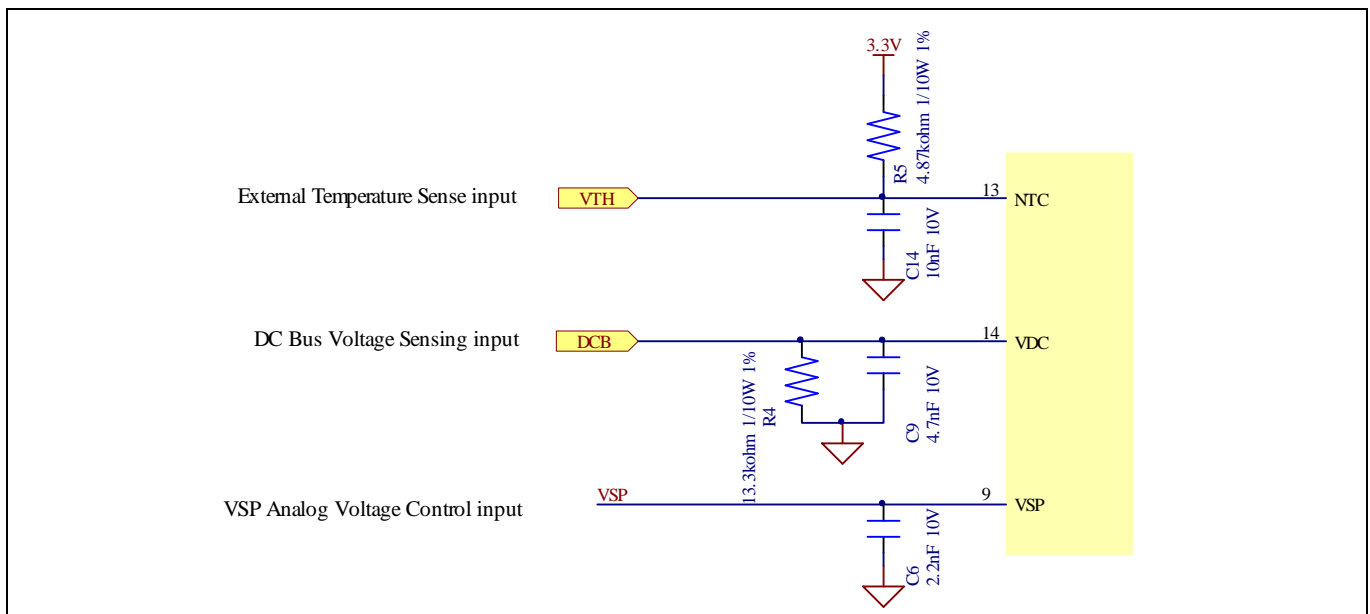 3.3V
R5
4.87kohm 1/10W 1%
External Temperature Sense input
VTH
13
NTC
C14
10nF 10V
DC Bus Voltage Sensing input
DCB
14
VDC
13.3kohm 1/10W 1%
R4
C9
4.7nF 10V
VSP Analog Voltage Control input
VSP
9
VSP
C6
2.2nF 10V